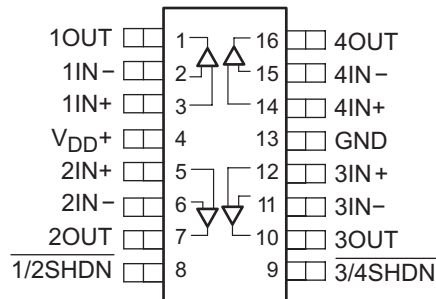 1OUT 1 16 4OUT
1IN− 2 15 4IN−
1IN+ 3 14 4IN+
VDD+ 4 13 GND
2IN+ 5 12 3IN+
2IN− 6 11 3IN−
2OUT 7 10 3OUT
1/2SHDN 8 9 3/4SHDN